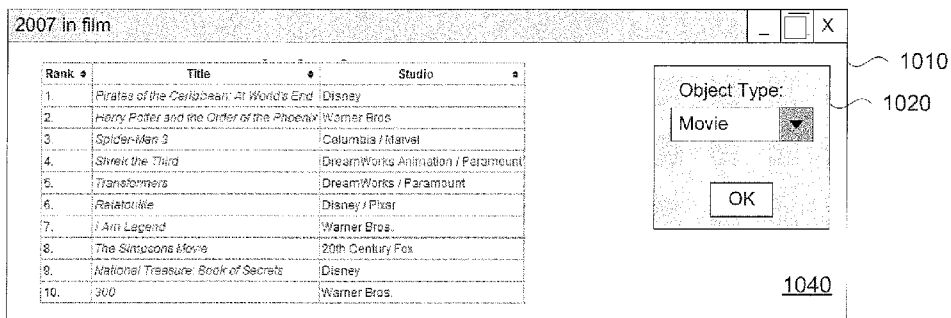 2007 in film _ X
1010
Rank Title Studio
1. Pirates of the Caribbean: At World's End Disney
2. Harry Potter and the Order of the Phoenix Warner Bros.
3. Spider-Man 3 Columbia / Marvel
4. Shrek the Third DreamWorks Animation / Paramount
5. Transformers DreamWorks / Paramount
6. Ratatouille Disney / Pixar
7. I Am Legend Warner Bros.
8. The Simpsons Movie 20th Century Fox
9. National Treasure: Book of Secrets Disney
10. 300 Warner Bros.
Object Type:
1020
Movie
OK
1040